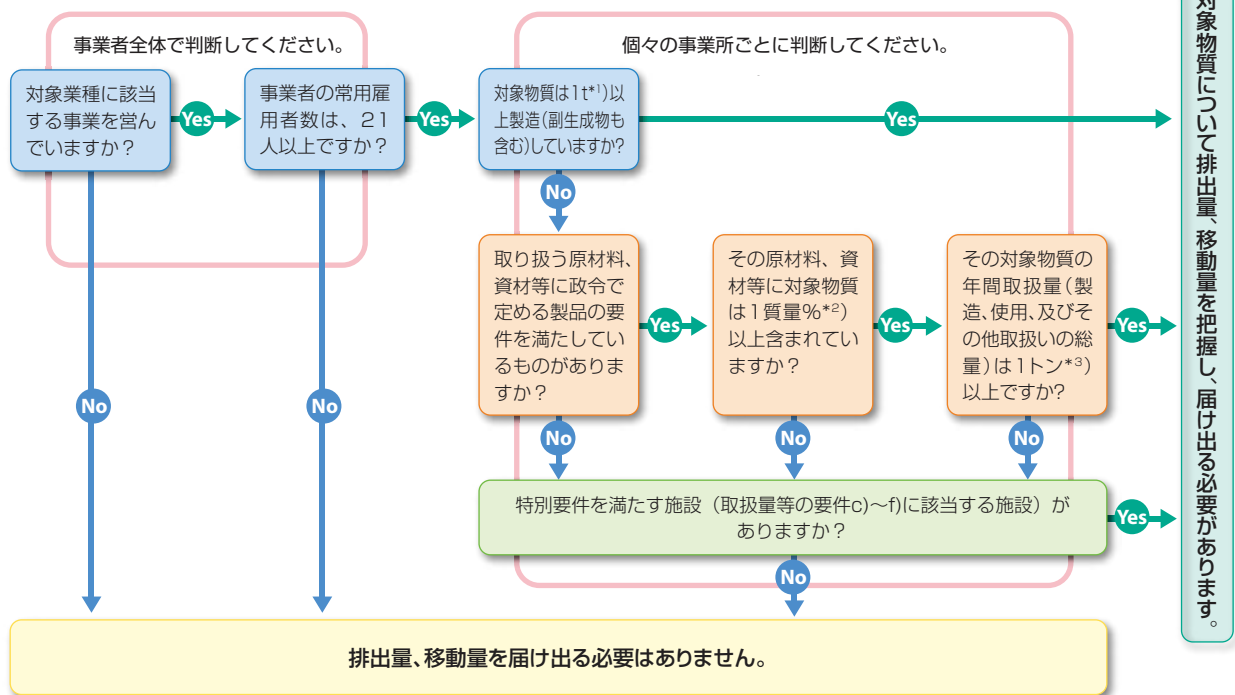 事業者全体で判断してください。
個々の事業所ごとに判断してください。
対象業種に該当
する事業を営ん
でいますか？
Yes
事業者の常用雇
用者数は、21
人以上ですか？
Yes
対象物質は1t*1)以
上製造(副生成物も
含む)していますか?
Yes
No
取り扱う原材料、
資材等に政令で
定める製品の要
件を満たしてい
るものがありま
すか？
Yes
その原材料、資
材等に対象物質
は1質量%*2)
以上含まれてい
ますか？
Yes
その対象物質の
年間取扱量(製
造、使用、及びそ
の他取扱いの総
量)は1トン*3)
以上ですか?
Yes
No
No
No
No
No
特別要件を満たす施設（取扱量等の要件c)〜f)に該当する施設）が
ありますか？
Yes
No
排出量、移動量を届け出る必要はありません。
対象物質について排出量、移動量を把握し、届け出る必要があります。